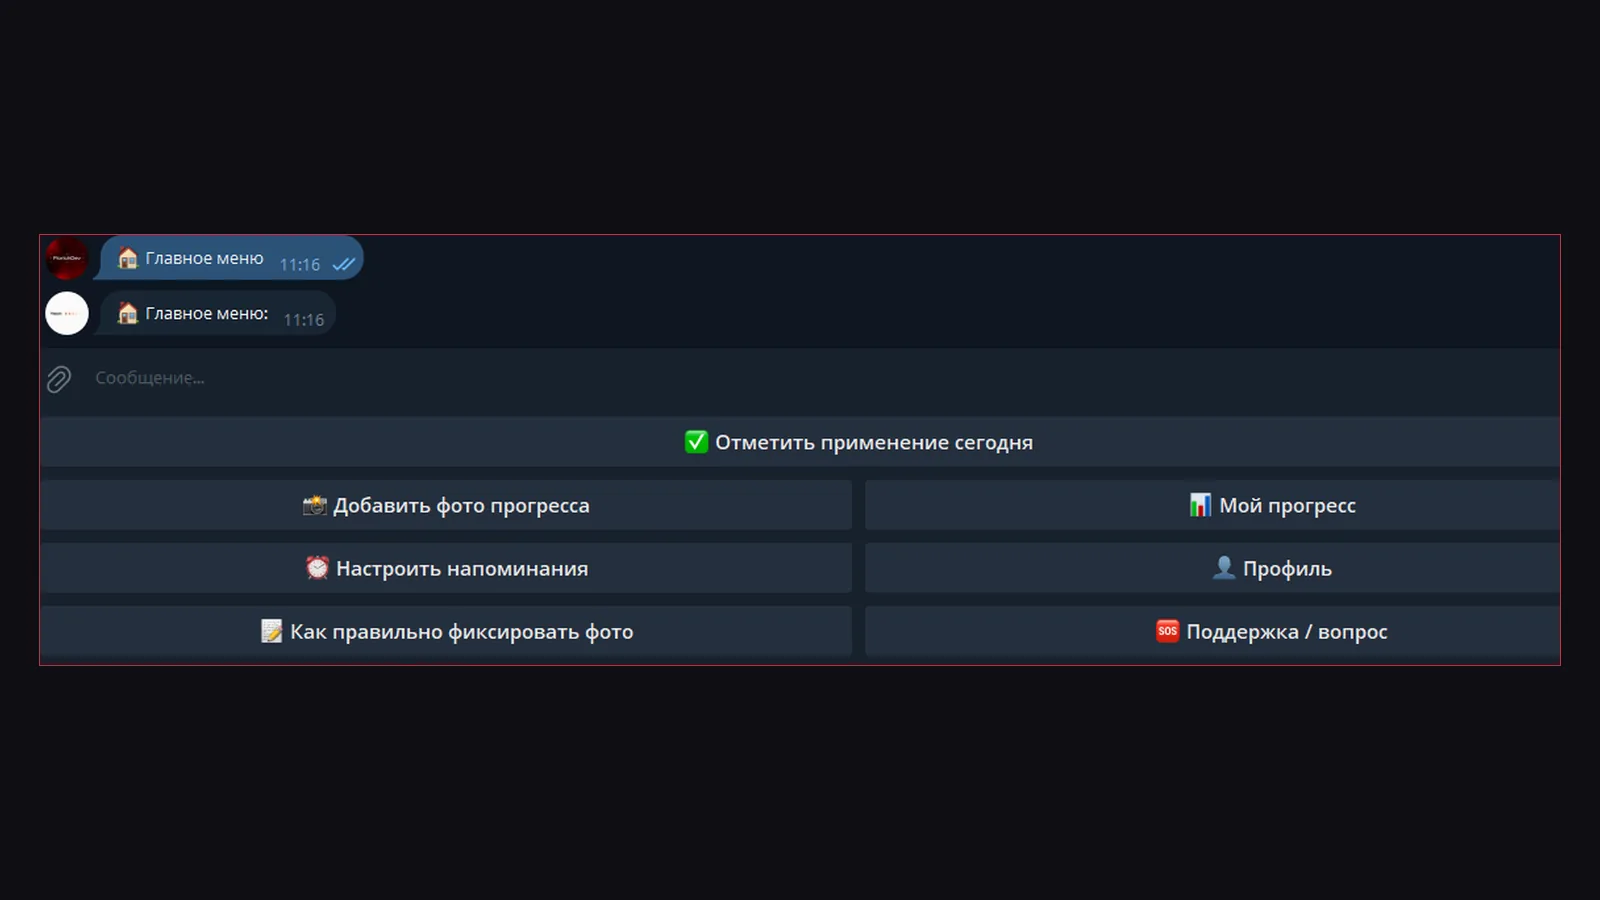 🏠 Главное меню 11:16
🏠 Главное меню: 11:16
Сообщение...
✅ Отметить применение сегодня
📸 Добавить фото прогресса
📊 Мой прогресс
⏰ Настроить напоминания
👤 Профиль
📝 Как правильно фиксировать фото
🆘 Поддержка / вопрос